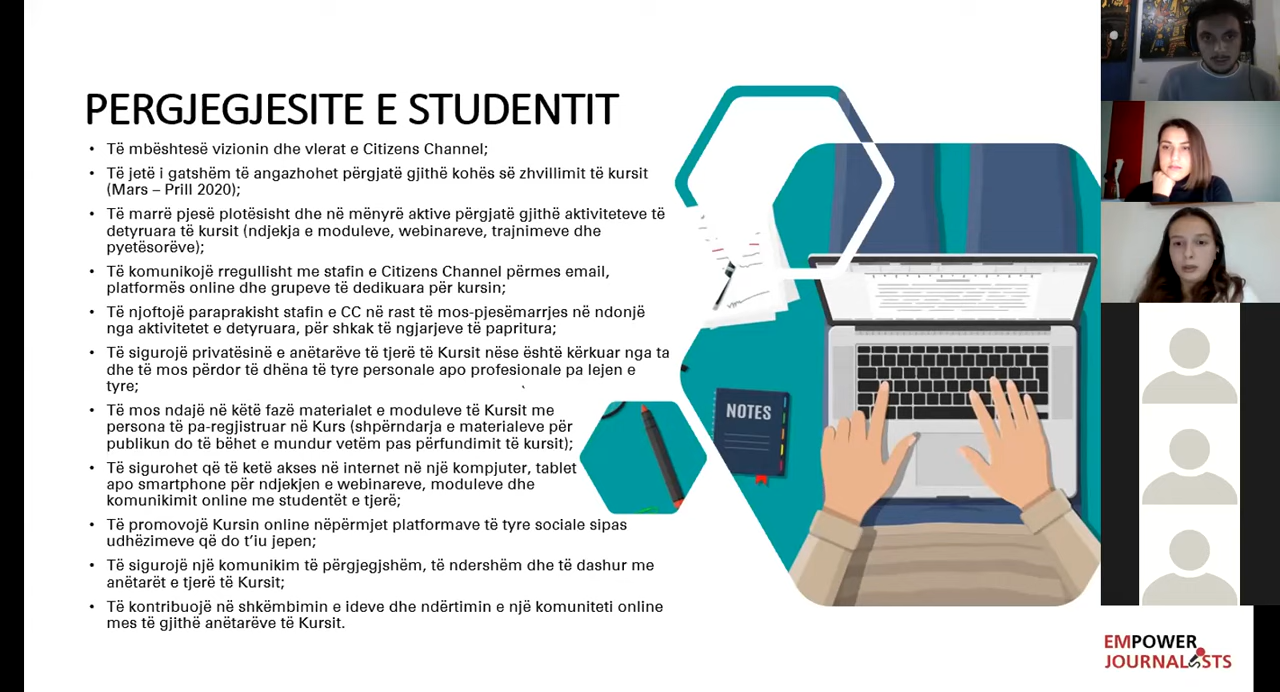 PERGJEGJESITE E STUDENTIT
• Të mbështesë vizionin dhe vlerat e Citizens Channel;
• Të jetë i gatshëm të angazhohet përgjatë gjithë kohës së zhvillimit të kursit
(Mars – Prill 2020);
• Të marrë pjesë plotësisht dhe në mënyrë aktive përgjatë gjithë aktiviteteve të
detyruara të kursit (ndjekja e moduleve, webinareve, trajnimeve dhe
pyetësorëve);
• Të komunikojë rregullisht me stafin e Citizens Channel përmes email,
platformës online dhe grupeve të dedikuara për kursin;
• Të njoftojë paraprakisht stafin e CC në rast të mos-pjesëmarrjes në ndonjë
nga aktivitetet e detyruara, për shkak të ngjarjeve të papritura;
• Të sigurojë privatësinë e anëtarëve të tjerë të Kursit nëse është kërkuar nga ta
dhe të mos përdor të dhëna të tyre personale apo profesionale pa lejen e
tyre;
• Të mos ndajë në këtë fazë materialet e moduleve të Kursit me
persona të pa-regjistruar në Kurs (shpërndarja e materialeve për
publikun do të bëhet e mundur vetëm pas përfundimit të kursit);
• Të sigurohet që të ketë akses në internet në një kompjuter, tablet
apo smartphone për ndjekjen e webinareve, moduleve dhe
komunikimit online me studentët e tjerë;
• Të promovojë Kursin online nëpërmjet platformave të tyre sociale sipas
udhëzimeve që do t'iu jepen;
• Të sigurojë një komunikim të përgjegjshëm, të ndershëm dhe të dashur me
anëtarët e tjerë të Kursit;
• Të kontribuojë në shkëmbimin e ideve dhe ndërtimin e një komuniteti online
mes të gjithë anëtarëve të Kursit.
NOTES
EMPOWER
JOURNALISTS